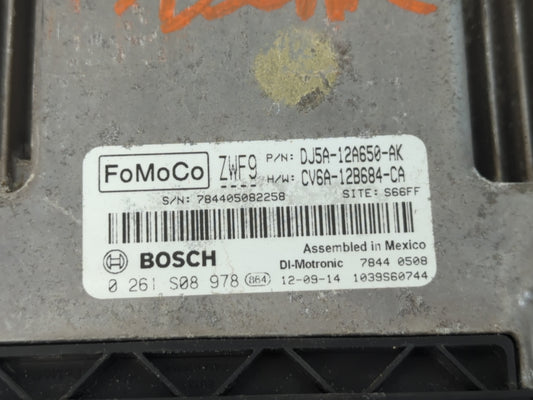 FoMoCo ZWF9 P/N: DJ5A-12A650-AK
H/W: CV6A-12B684-CA
S/N: 784405082258 SITE: S66FF
Assembled in Mexico
BOSCH DI-Motronic 7844 0508
0 261 S08 978 864 12-09-14 1039S60744